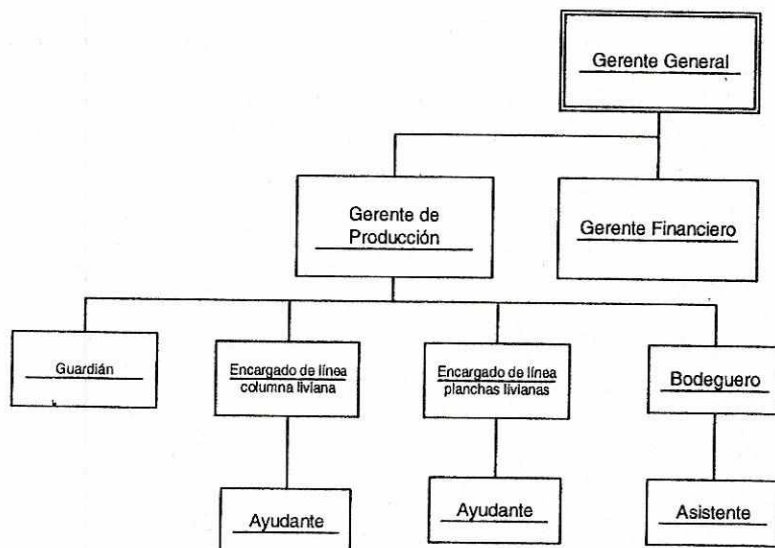 Gerente General
Gerente de
Producción
Gerente Financiero
Guardián
Encargado de línea
columna liviana
Encargado de línea
planchas livianas
Bodeguero
Ayudante
Ayudante
Asistente